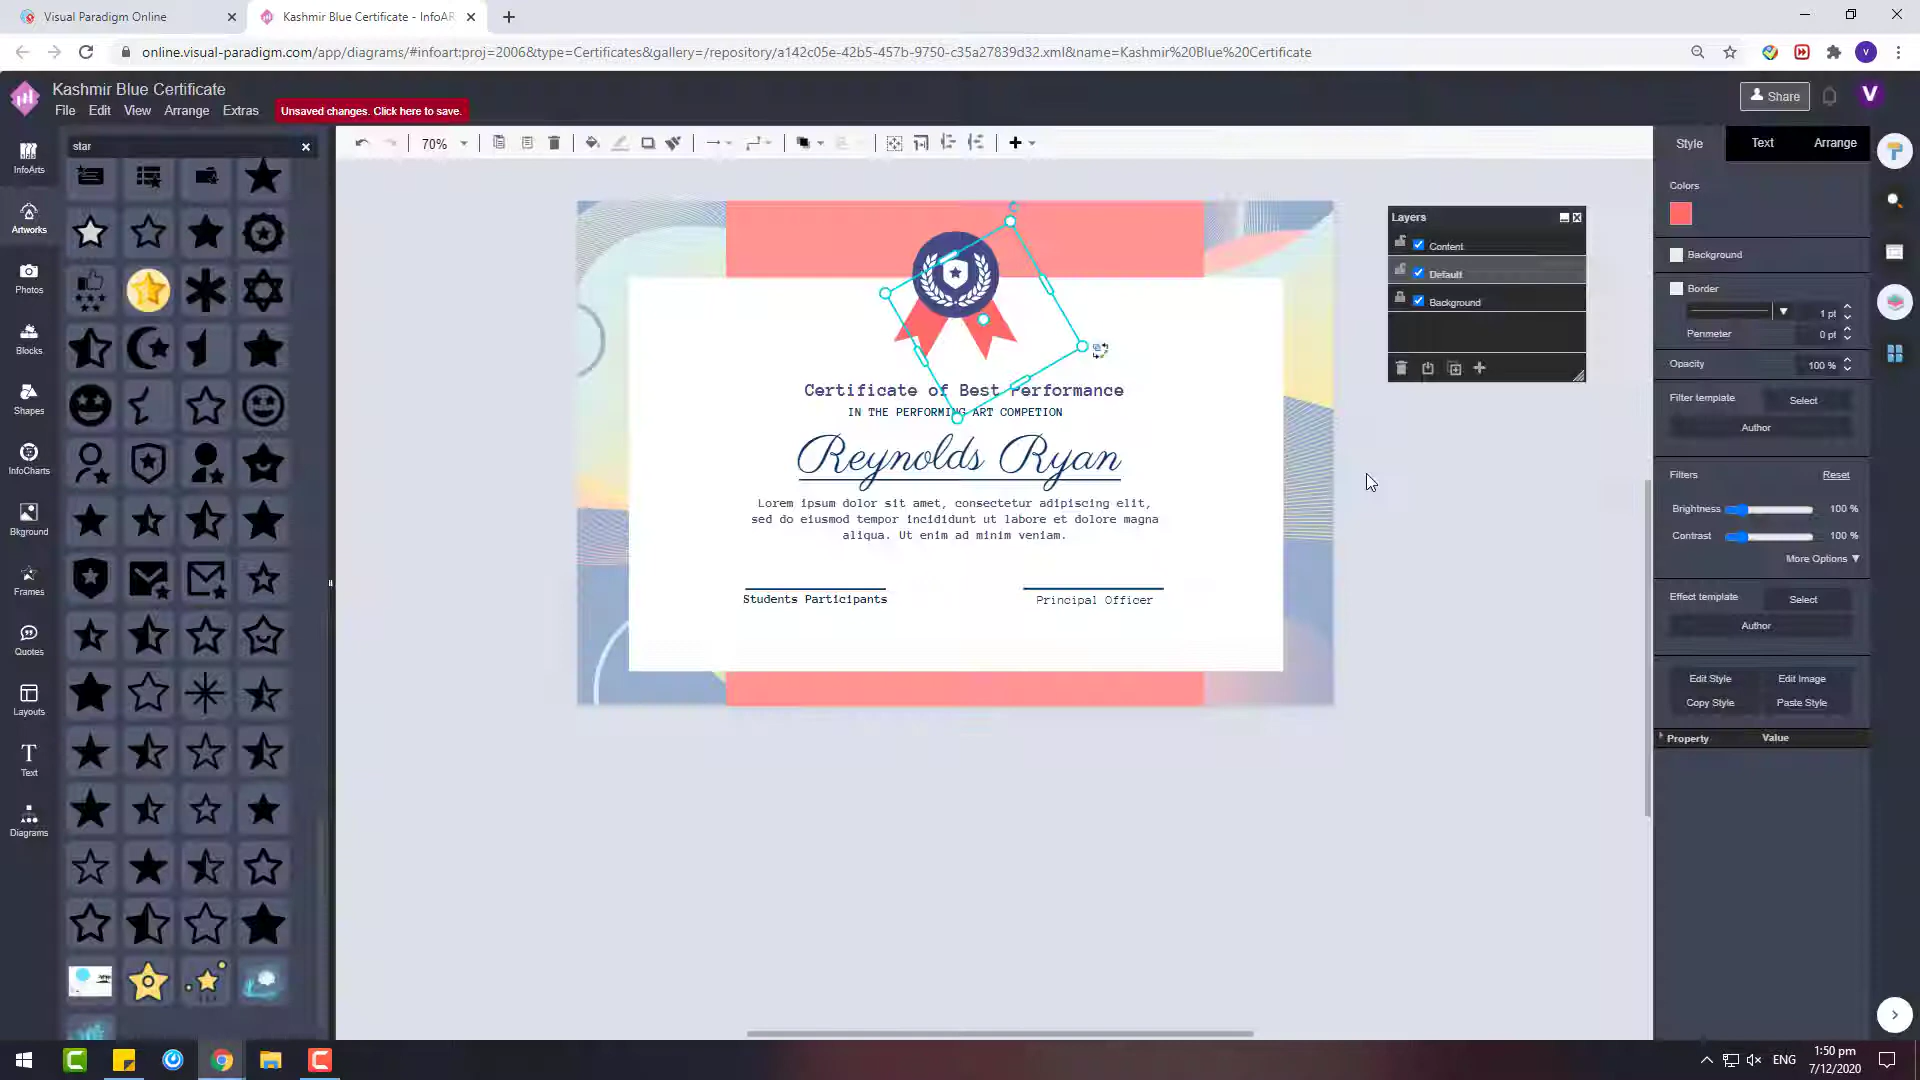 Visual Paradigm Online
Kashmir Blue Certificate - InfoAR
online.visual-paradigm.com/app/diagrams/#infoart:proj=2006&type=Certificates&gallery=/repository/a142c05e-42b5-457b-9750-c35a27839d32.xml&name=Kashmir%20Blue%20Certificate
V
Kashmir Blue Certificate
File Edit View Arrange Extras
Unsaved changes. Click here to save.
Share
V
star
70%
Style
Text
Arrange
InfoArts
Artworks
Photos
Blocks
Shapes
InfoCharts
Bkground
Frames
Quotes
Layouts
T
Text
Diagrams
Certificate of Best Performance
IN THE PERFORMING ART COMPETION
Reynolds Ryan
Lorem ipsum dolor sit amet, consectetur adipiscing elit,
sed do eiusmod tempor incididunt ut labore et dolore magna
aliqua. Ut enim ad minim veniam.
Students Participants
Principal Officer
Layers
Content
Default
Background
Colors
Background
Border
1 pt
Perimeter
0 pt
Opacity
100 %
Filter template
Select
Author
Filters
Reset
Brightness
100 %
Contrast
100 %
More Options ▼
Effect template
Select
Author
Edit Style
Edit Image
Copy Style
Paste Style
Property
Value
ENG
1:50 pm
7/12/2020